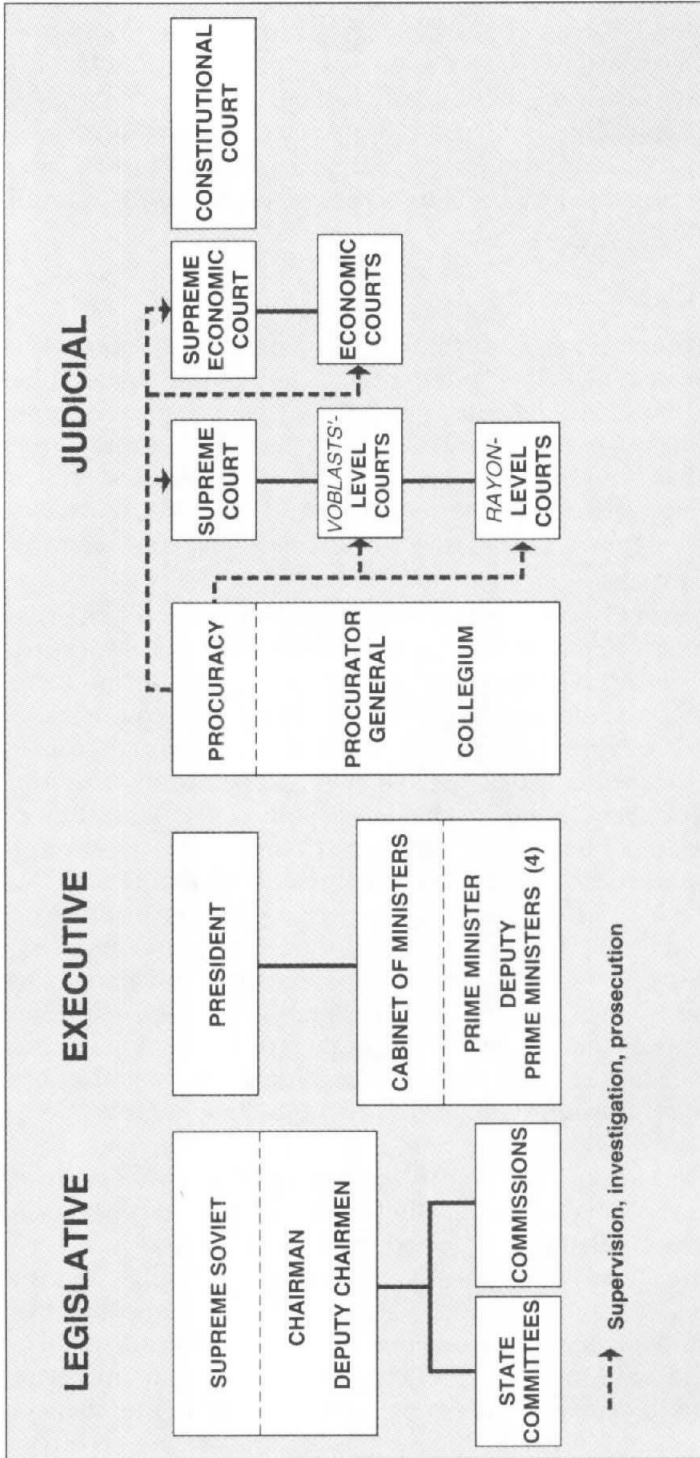 LEGISLATIVE
SUPREME SOVIET
CHAIRMAN
DEPUTY CHAIRMEN
STATE
COMMITTEES
COMMISSIONS
EXECUTIVE
PRESIDENT
CABINET OF MINISTERS
PRIME MINISTER
DEPUTY
PRIME MINISTERS (4)
JUDICIAL
PROCURACY
PROCURATOR
GENERAL
COLLEGIUM
SUPREME
COURT
VOBLASTS'-
LEVEL
COURTS
RAYON-
LEVEL
COURTS
SUPREME
ECONOMIC
COURT
ECONOMIC
COURTS
CONSTITUTIONAL
COURT
Supervision, investigation, prosecution